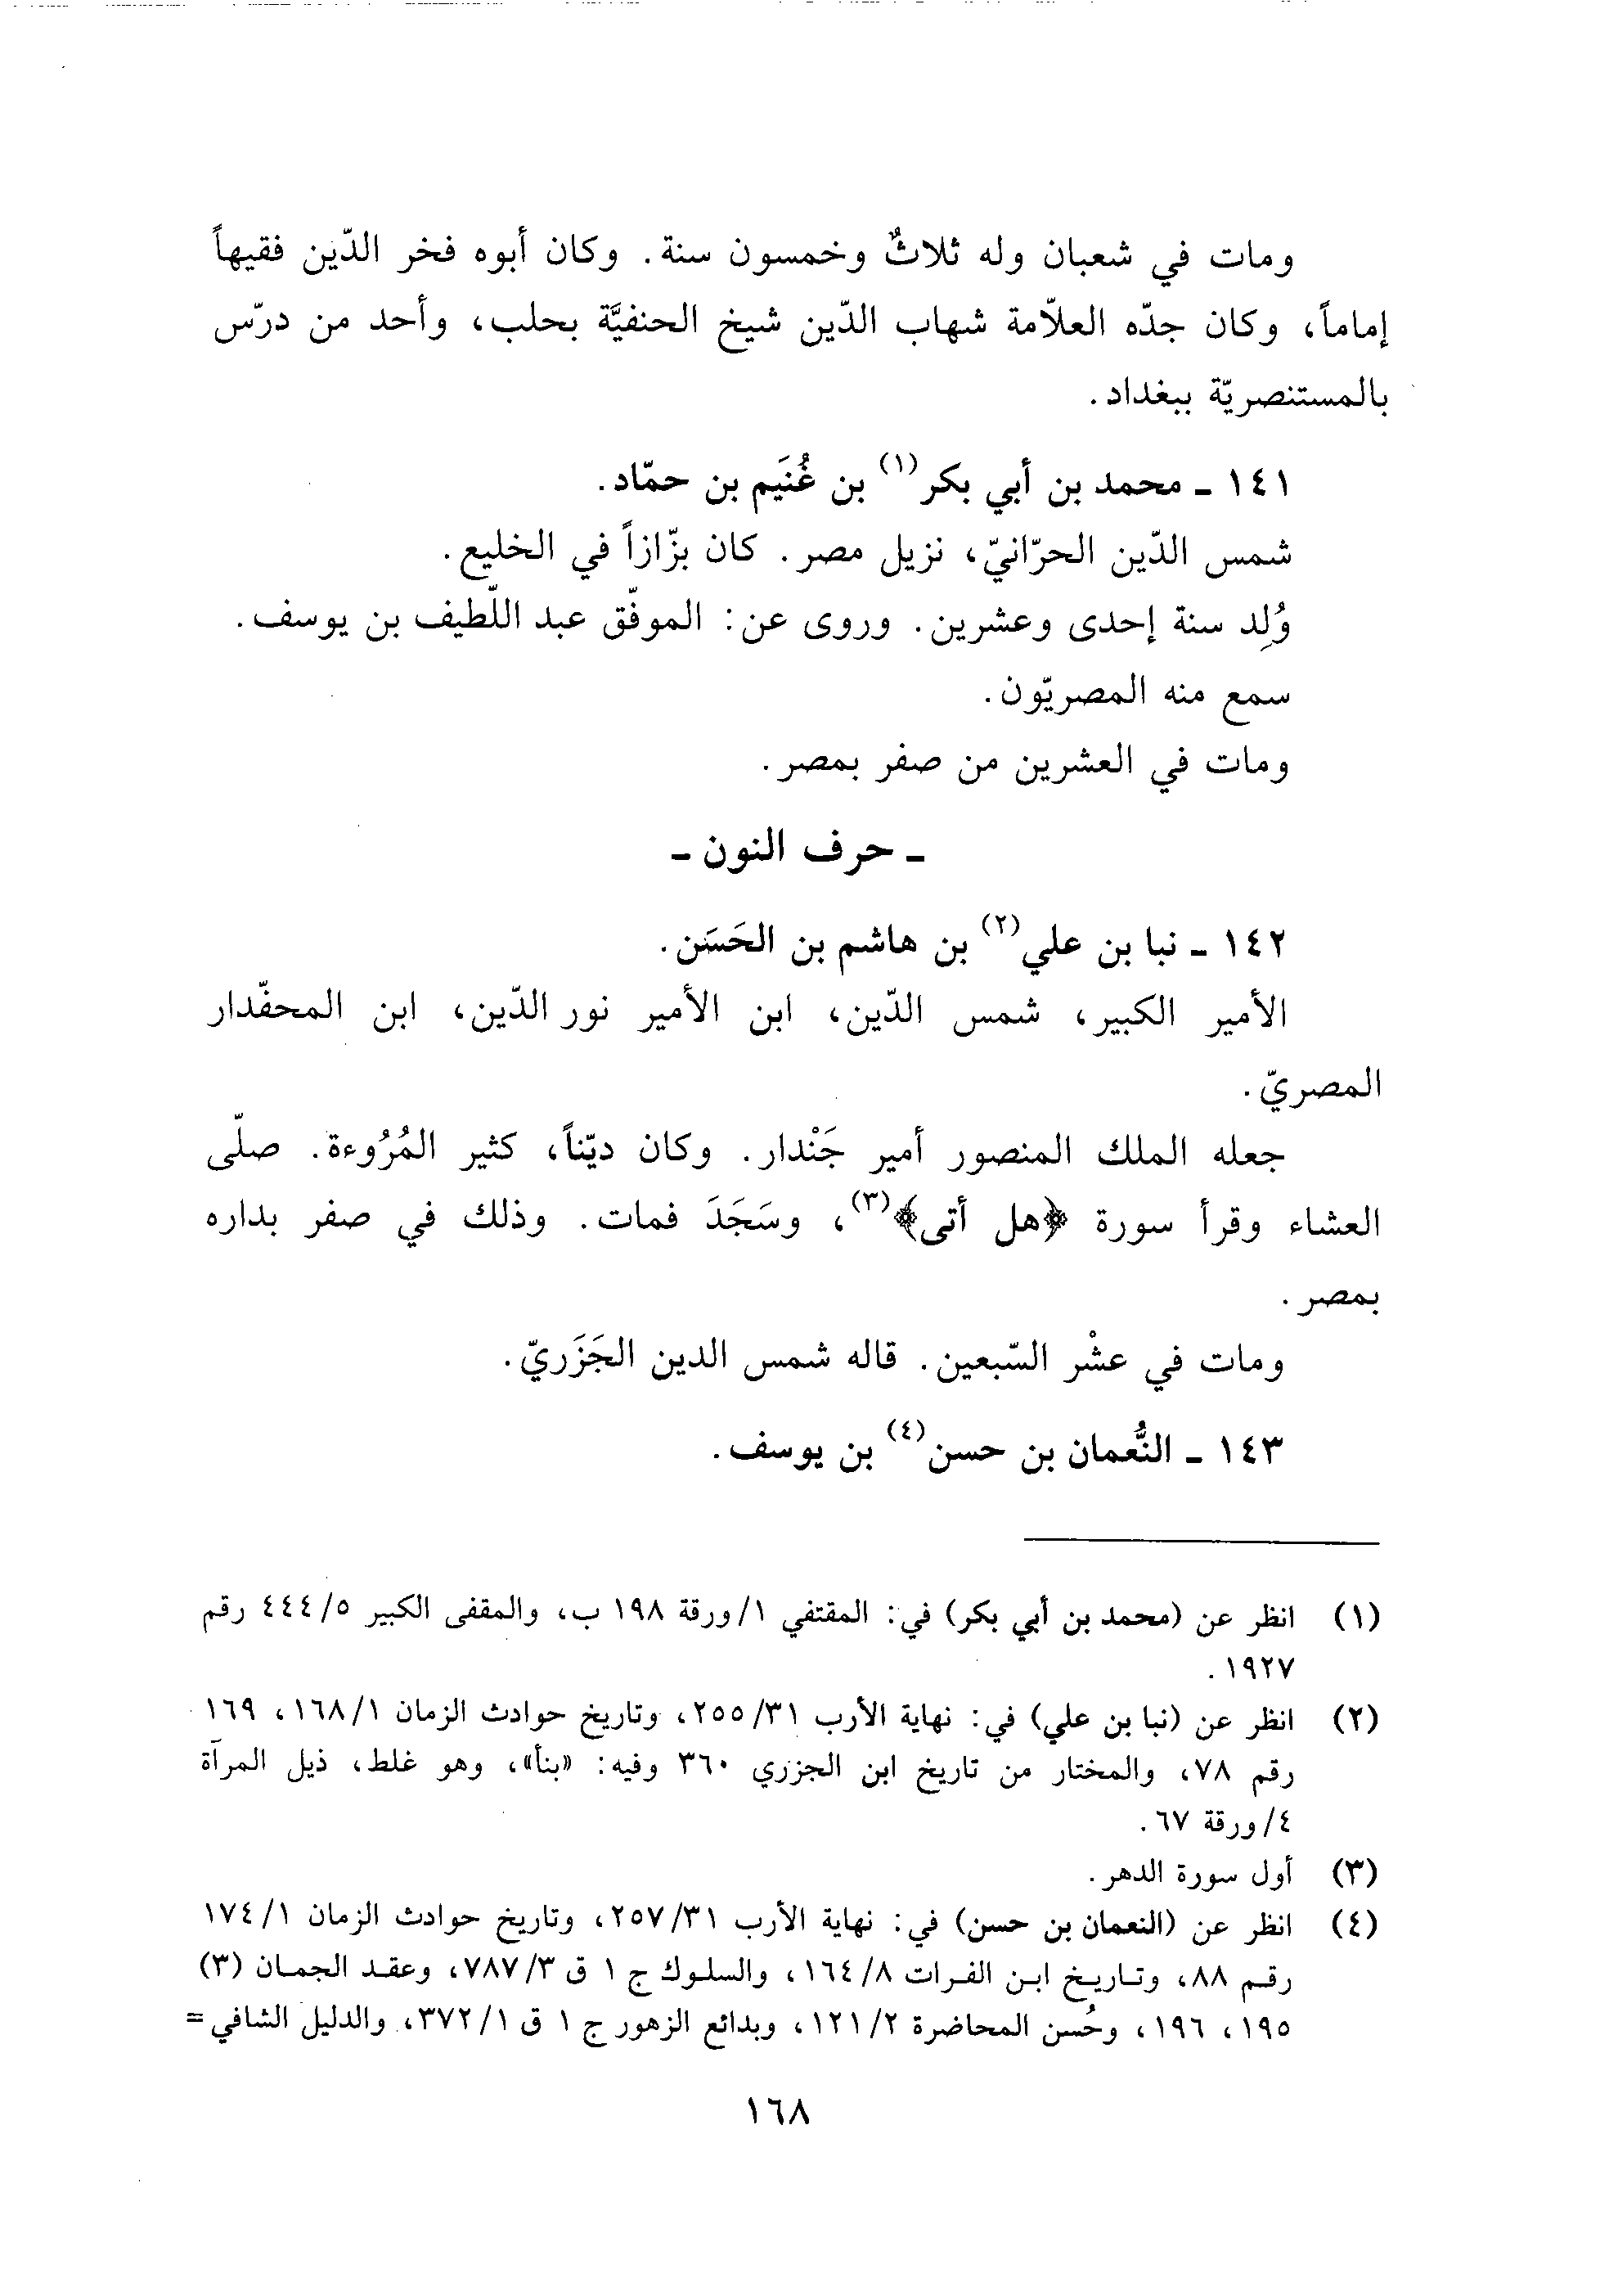 ومات في شعبان وله ثلاثٌ وخمسون سنة. وكان أبوه فخر الدّين فقيهاً
إماماً، وكان جدّه العلاّمة شهاب الدّين شيخ الحنفيَّة بحلب، وأحد من درّس
بالمستنصريّة ببغداد.
١٤١ ـ محمد بن أبي بكر(١) بن غُنَيم بن حمّاد.
شمس الدّين الحرّانيّ، نزيل مصر. كان بزّازاً في الخليع.
وُلِد سنة إحدى وعشرين. وروى عن: الموفّق عبد اللّطيف بن يوسف.
سمع منه المصريّون.
ومات في العشرين من صفر بمصر.
ـ حرف النون ـ
١٤٢ ـ نبا بن علي(٢) بن هاشم بن الحَسَن.
الأمير الكبير، شمس الدّين، ابن الأمير نور الدّين، ابن المحفّدار
المصريّ.
جعله الملك المنصور أمير جَنْدار. وكان ديّناً، كثير المُرُوءة. صلّى
العشاء وقرأ سورة ﴿هل أتى﴾(٣)، وسَجَدَ فمات. وذلك في صفر بداره
بمصر.
ومات في عشْر السّبعين. قاله شمس الدين الجَزَريّ.
١٤٣ ـ النُّعمان بن حسن(٤) بن يوسف.
(١) انظر عن (محمد بن أبي بكر) في: المقتفي ١/ورقة ١٩٨ ب، والمقفى الكبير ٤٤٤/٥ رقم
١٩٢٧.
(٢) انظر عن (نبا بن علي) في: نهاية الأرب ٢٥٥/٣١، وتاريخ حوادث الزمان ١٦٨/١، ١٦٩
رقم ٧٨، والمختار من تاريخ ابن الجزري ٣٦٠ وفيه: «بنأ»، وهو غلط، ذيل المرآة
٤/ورقة ٦٧.
(٣) أول سورة الدهر.
(٤) انظر عن (النعمان بن حسن) في: نهاية الأرب ٢٥٧/٣١، وتاريخ حوادث الزمان ١٧٤/١
رقم ٨٨، وتاريخ ابن الفرات ١٦٤/٨، والسلوك ج ١ ق ٧٨٧/٣، وعقد الجمان (٣)
١٩٥، ١٩٦، وحُسن المحاضرة ١٢١/٢، وبدائع الزهور ج ١ ق ٣٧٢/١، والدليل الشافي =
١٦٨